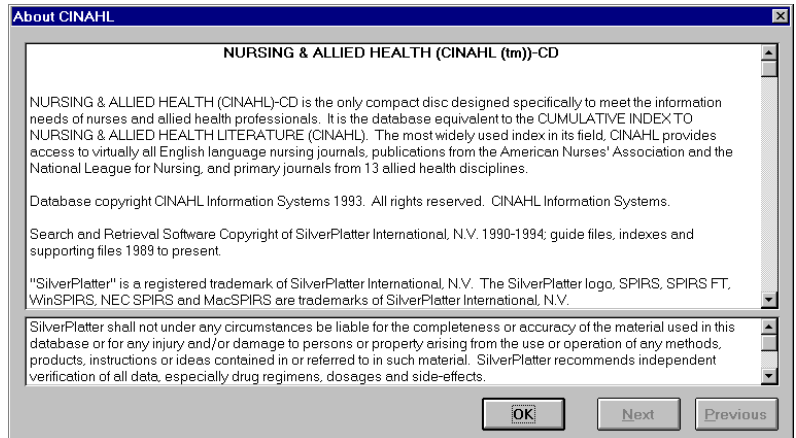 About CINAHL
NURSING & ALLIED HEALTH (CINAHL (tm))-CD
NURSING & ALLIED HEALTH (CINAHL)-CD is the only compact disc designed specifically to meet the information
needs of nurses and allied health professionals. It is the database equivalent to the CUMULATIVE INDEX TO
NURSING & ALLIED HEALTH LITERATURE (CINAHL). The most widely used index in its field, CINAHL provides
access to virtually all English language nursing journals, publications from the American Nurses' Association and the
National League for Nursing, and primary journals from 13 allied health disciplines.
Database copyright CINAHL Information Systems 1993. All rights reserved. CINAHL Information Systems.
Search and Retrieval Software Copyright of SilverPlatter International, N.V. 1990-1994; guide files, indexes and
supporting files 1989 to present.
"SilverPlatter" is a registered trademark of SilverPlatter International, N.V. The SilverPlatter logo, SPIRS, SPIRS FT,
WinSPIRS, NEC SPIRS and MacSPIRS are trademarks of SilverPlatter International, N.V.
SilverPlatter shall not under any circumstances be liable for the completeness or accuracy of the material used in this
database or for any injury and/or damage to persons or property arising from the use or operation of any methods,
products, instructions or ideas contained in or referred to in such material. SilverPlatter recommends independent
verification of all data, especially drug regimens, dosages and side-effects.
OK Next Previous